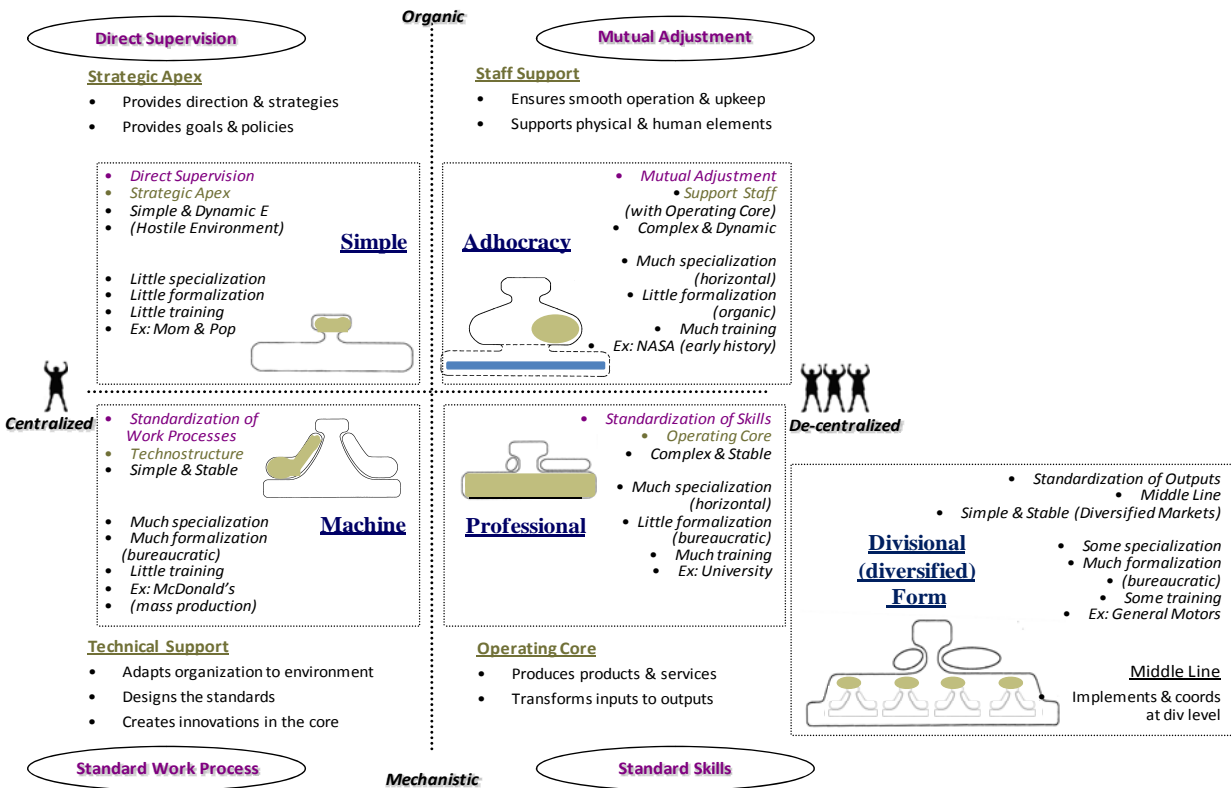 Organic
Direct Supervision
Mutual Adjustment
Strategic Apex
• Provides direction & strategies
• Provides goals & policies
Staff Support
• Ensures smooth operation & upkeep
• Supports physical & human elements
• Direct Supervision
• Strategic Apex
• Simple & Dynamic E
• (Hostile Environment)
Simple
• Little specialization
• Little formalization
• Little training
• Ex: Mom & Pop
• Mutual Adjustment
• Support Staff
(with Operating Core)
• Complex & Dynamic
Adhocracy
• Much specialization
(horizontal)
• Little formalization
(organic)
• Much training
• Ex: NASA (early history)
Centralized
De-centralized
• Standardization of
Work Processes
• Technostructure
• Simple & Stable
• Much specialization
• Much formalization
(bureaucratic)
• Little training
• Ex: McDonald's
• (mass production)
Machine
• Standardization of Skills
• Operating Core
• Complex & Stable
• Much specialization
(horizontal)
Professional
• Little formalization
(bureaucratic)
• Much training
• Ex: University
• Standardization of Outputs
• Middle Line
• Simple & Stable (Diversified Markets)
Divisional
(diversified)
Form
• Some specialization
• Much formalization
• (bureaucratic)
• Some training
• Ex: General Motors
Middle Line
• Implements & coords
at div level
Technical Support
• Adapts organization to environment
• Designs the standards
• Creates innovations in the core
Operating Core
• Produces products & services
• Transforms inputs to outputs
Standard Work Process
Mechanistic
Standard Skills